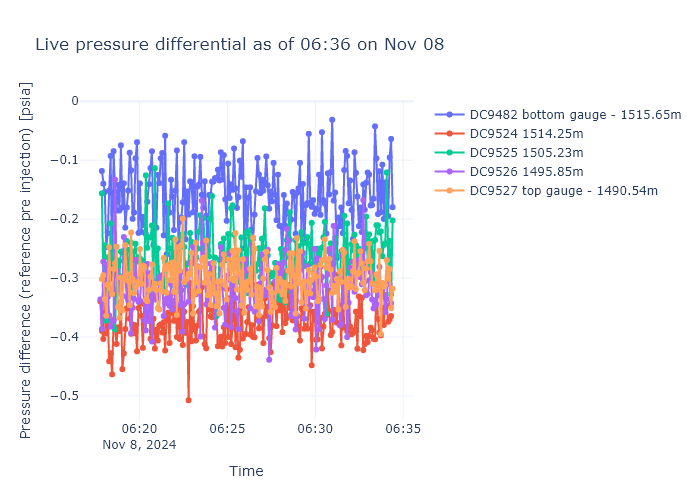 Live pressure differential as of 06:36 on Nov 08
Pressure difference (reference pre injection) [psia]
0
−0.1
−0.2
−0.3
−0.4
−0.5
06:20
06:25
06:30
06:35
Nov 8, 2024
Time
DC9482 bottom gauge - 1515.65m
DC9524 1514.25m
DC9525 1505.23m
DC9526 1495.85m
DC9527 top gauge - 1490.54m